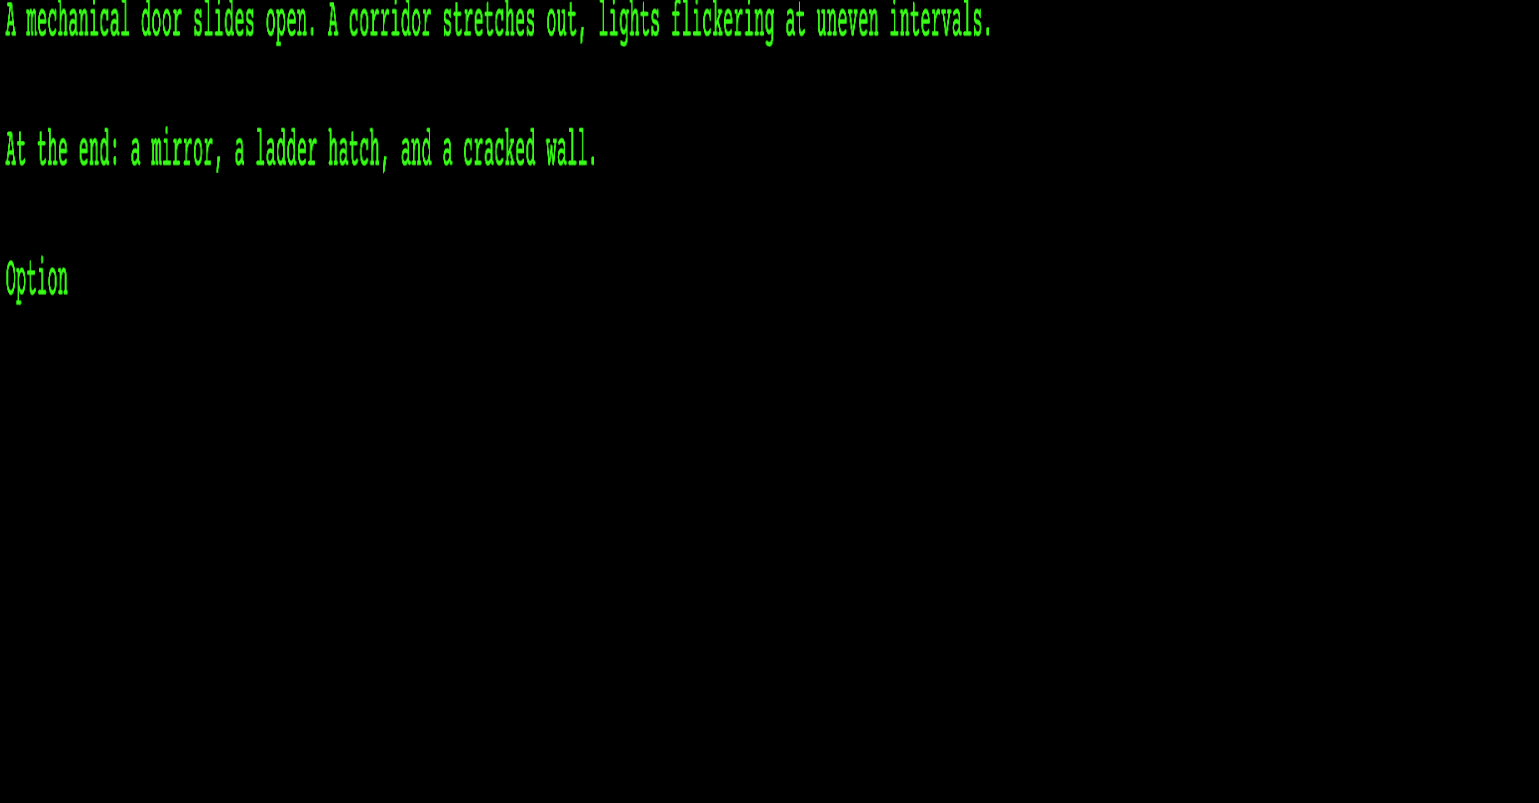 A mechanical door slides open. A corridor stretches out, lights flickering at uneven intervals.
At the end: a mirror, a ladder hatch, and a cracked wall.
Option